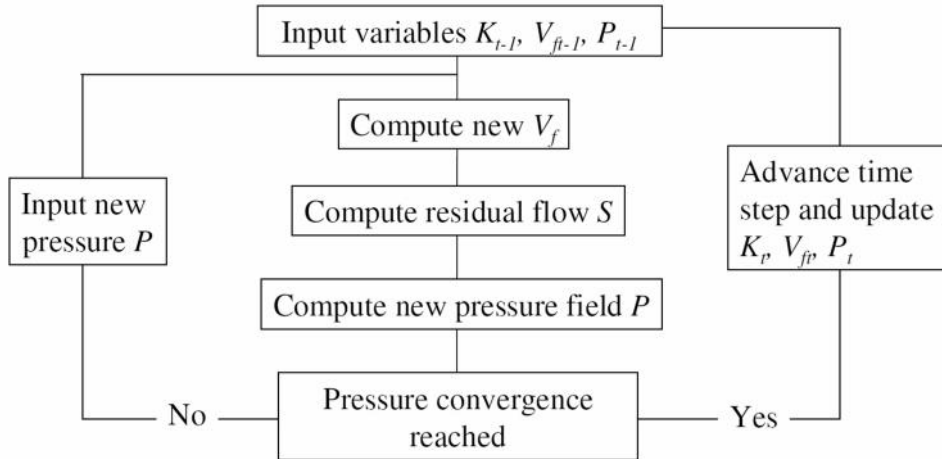 Input variables K_{t-1}, V_{ft-1}, P_{t-1}
Compute new V_f
Input new
pressure P
Compute residual flow S
Advance time
step and update
K_t, V_{ft}, P_t
Compute new pressure field P
Pressure convergence
reached
No
Yes